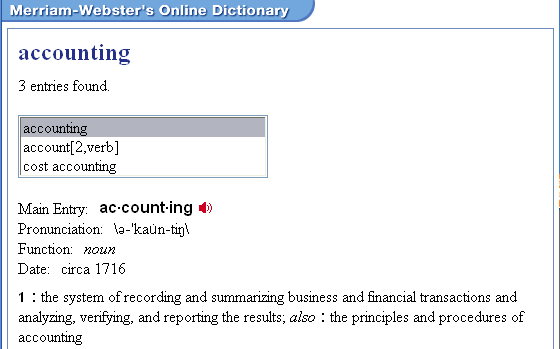 Merriam-Webster's Online Dictionary
accounting
3 entries found.
accounting
account[2,verb]
cost accounting
Main Entry: ac·count·ing
Pronunciation: \ə-ˈkau̇n-tiŋ\
Function: noun
Date: circa 1716
1 : the system of recording and summarizing business and financial transactions and
analyzing, verifying, and reporting the results; also : the principles and procedures of
accounting